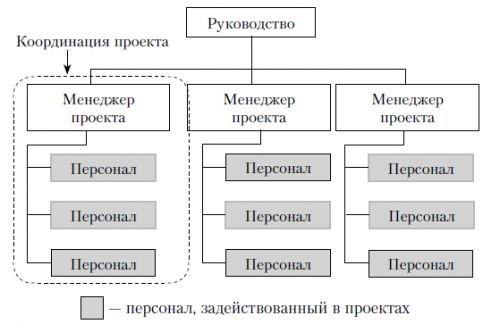 Руководство
Координация проекта
Менеджер
проекта
Менеджер
проекта
Менеджер
проекта
Персонал
Персонал
Персонал
Персонал
Персонал
Персонал
Персонал
Персонал
Персонал
— персонал, задействованный в проектах